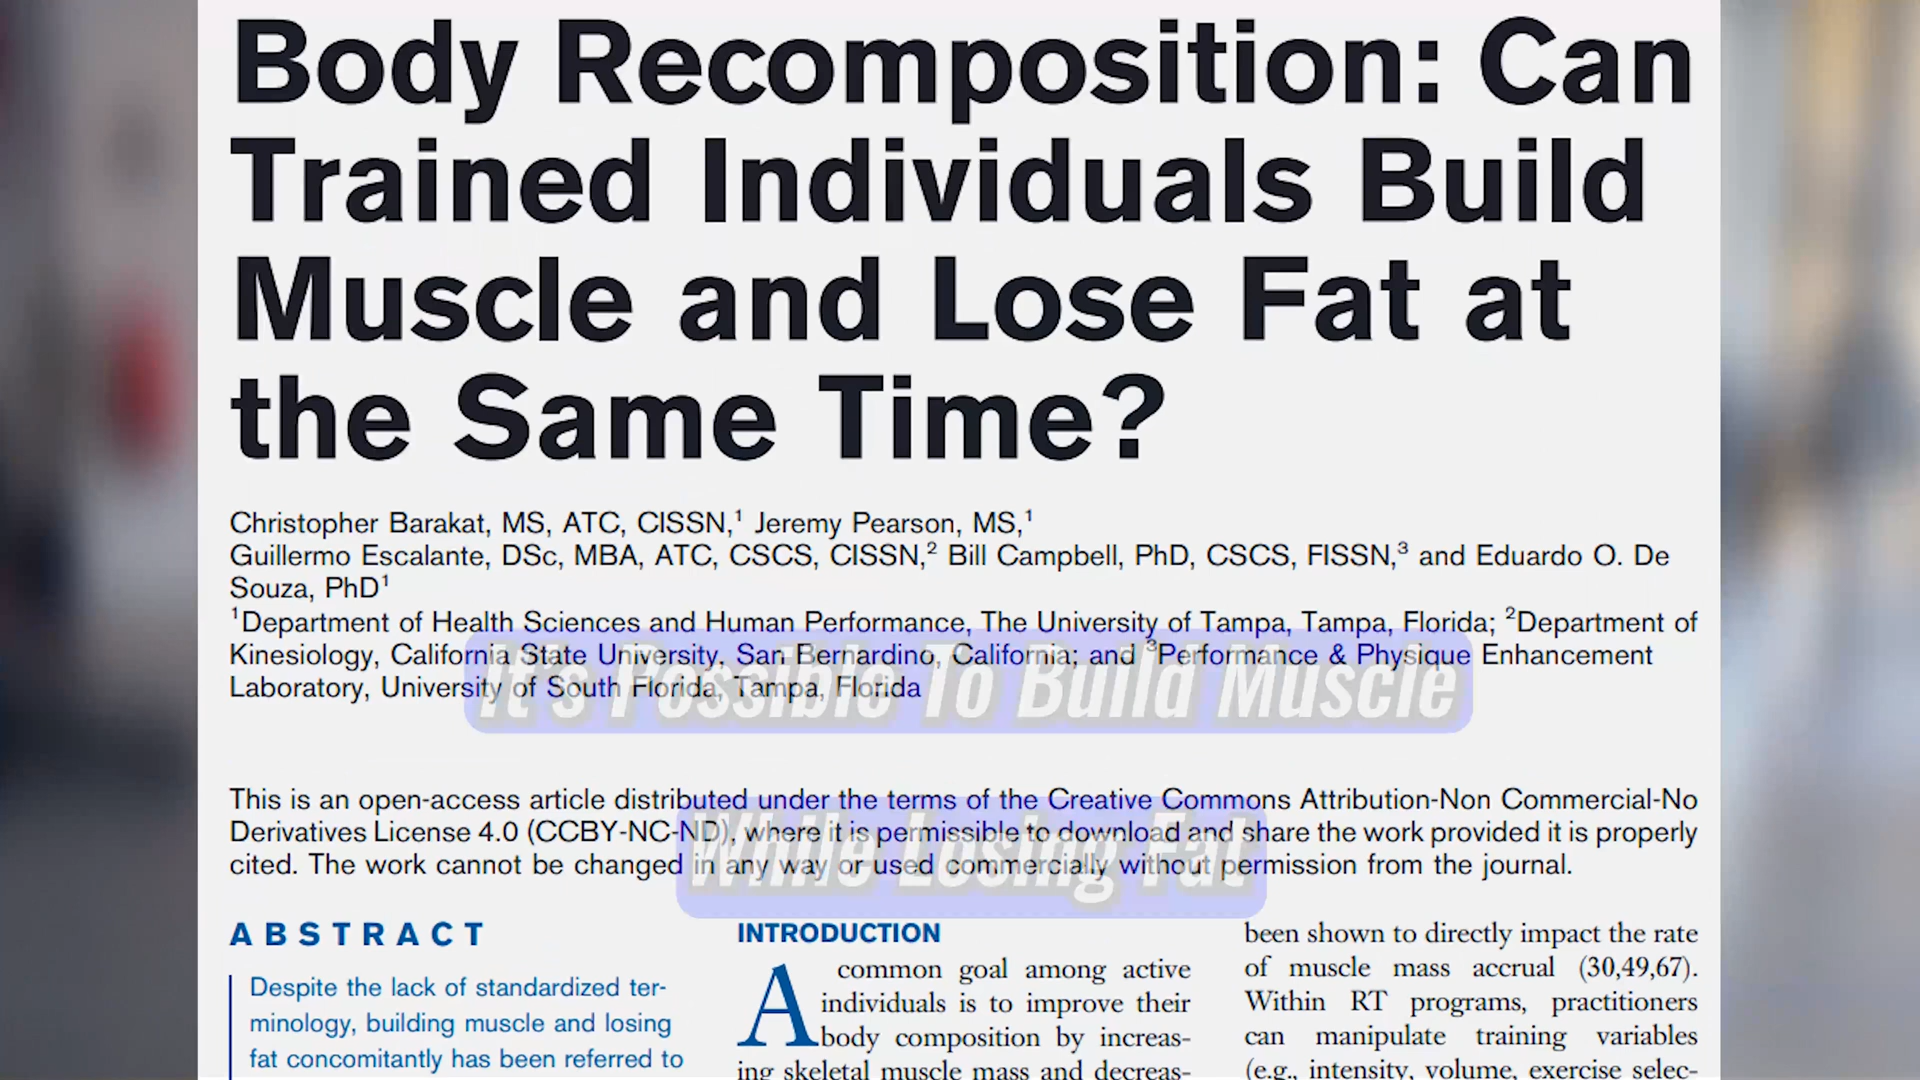 Body Recomposition: Can
Trained Individuals Build
Muscle and Lose Fat at
the Same Time?
Christopher Barakat, MS, ATC, CISSN,¹ Jeremy Pearson, MS,¹
Guillermo Escalante, DSc, MBA, ATC, CSCS, CISSN,² Bill Campbell, PhD, CSCS, FISSN,³ and Eduardo O. De
Souza, PhD¹
¹Department of Health Sciences and Human Performance, The University of Tampa, Tampa, Florida; ²Department of
Kinesiology, California State University, San Bernardino, California; and ³Performance & Physique Enhancement
Laboratory, University of South Florida, Tampa, Florida
It's Possible To Build Muscle
This is an open-access article distributed under the terms of the Creative Commons Attribution-Non Commercial-No
Derivatives License 4.0 (CCBY-NC-ND), where it is permissible to download and share the work provided it is properly
cited. The work cannot be changed in any way or used commercially without permission from the journal.
While Losing Fat
ABSTRACT
Despite the lack of standardized ter-
minology, building muscle and losing
fat concomitantly has been referred to
INTRODUCTION
A common goal among active
individuals is to improve their
body composition by increas-
ing skeletal muscle mass and decreas-
been shown to directly impact the rate
of muscle mass accrual (30,49,67).
Within RT programs, practitioners
can manipulate training variables
(e.g., intensity, volume, exercise selec-